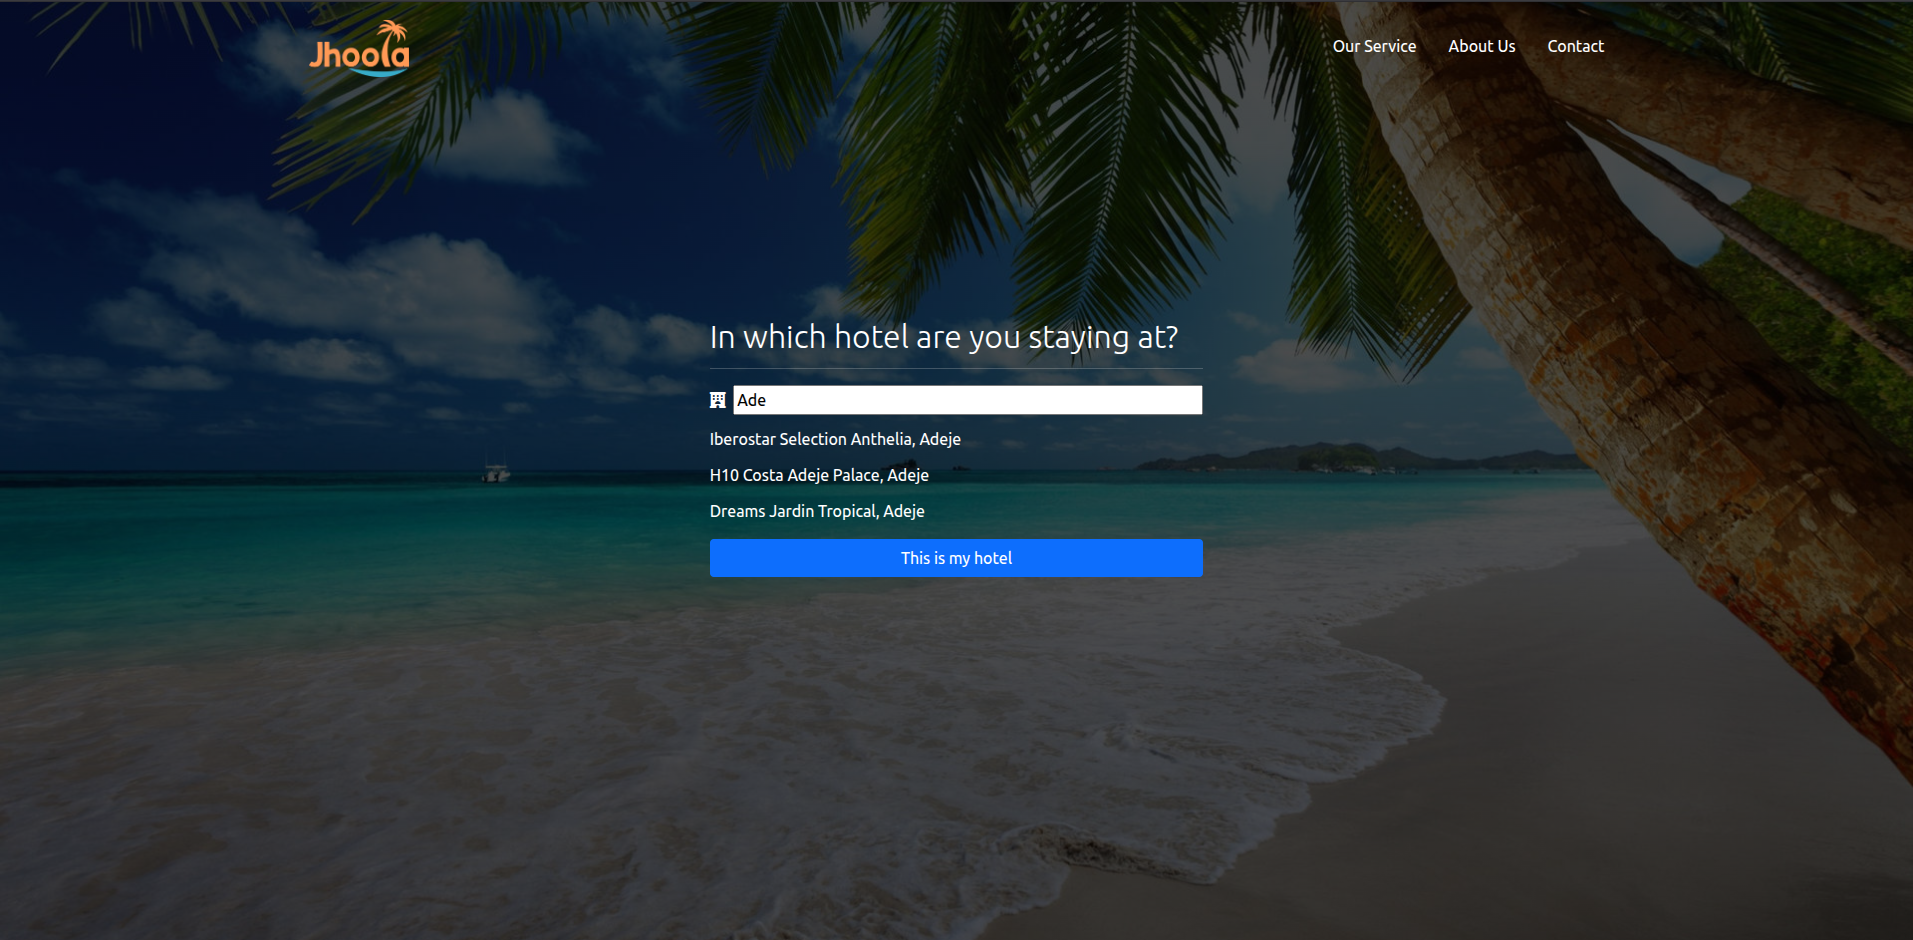 Jhoola
Our Service About Us Contact
In which hotel are you staying at?
Ade
Iberostar Selection Anthelia, Adeje
H10 Costa Adeje Palace, Adeje
Dreams Jardin Tropical, Adeje
This is my hotel